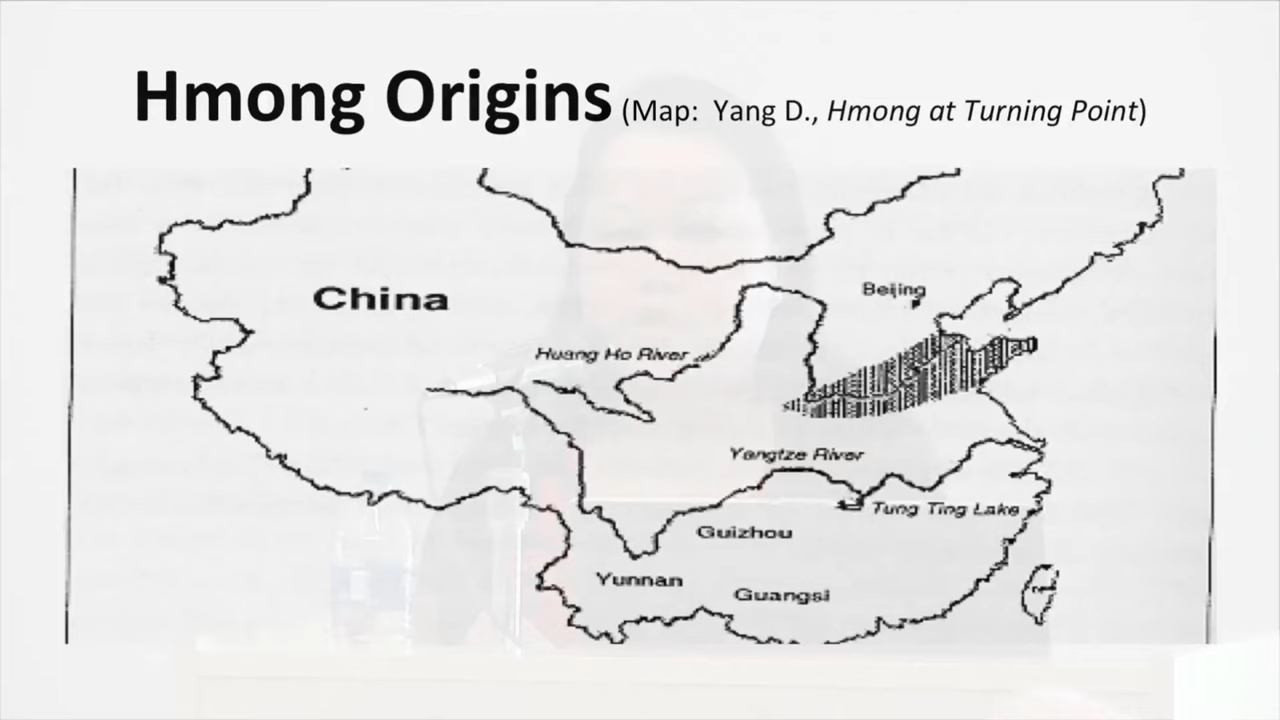 Hmong Origins (Map: Yang D., Hmong at Turning Point)
China
Beijing
Huang Ho River
Yangtze River
Tung Ting Lake
Guizhou
Yunnan
Guangsi